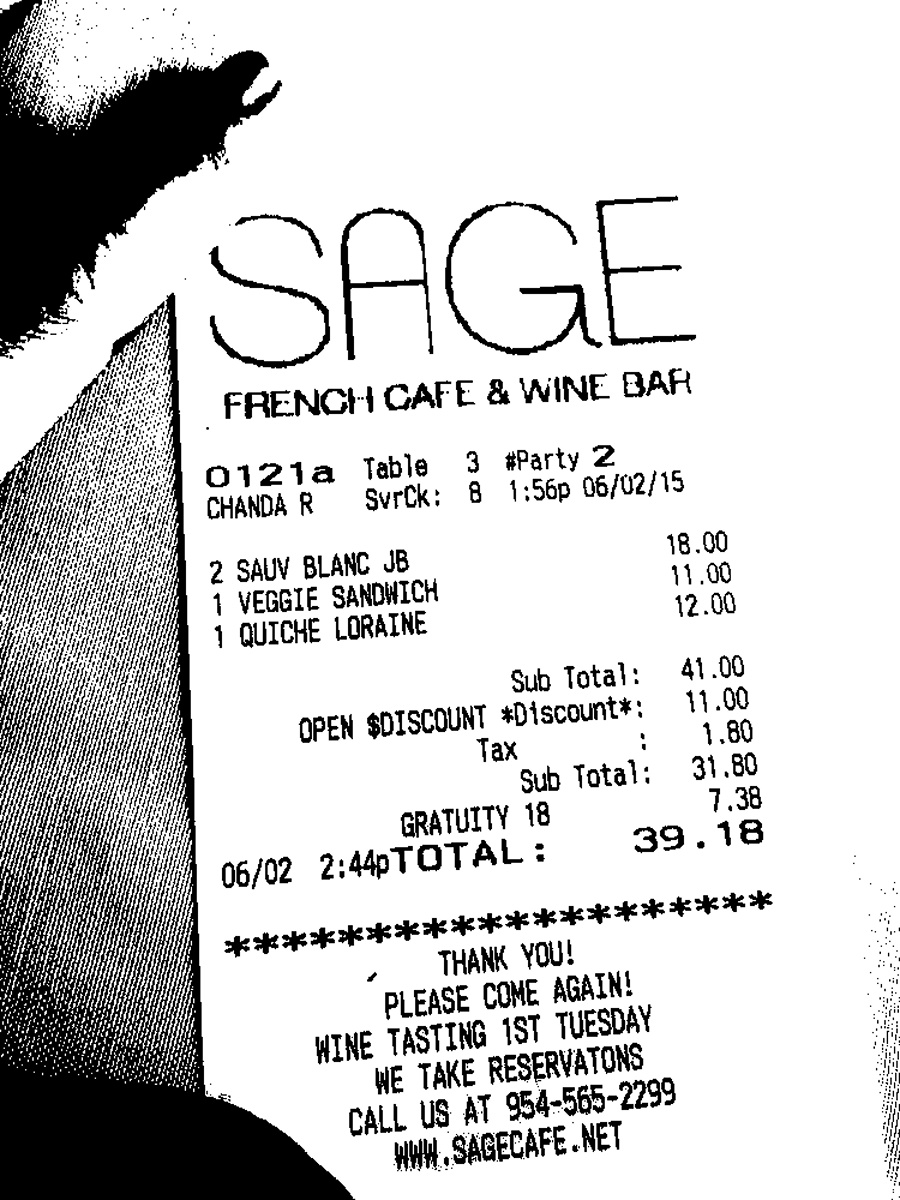 SAGE
FRENCH CAFE & WINE BAR
0121a Table 3 #Party 2
CHANDA R SvrCk: 8 1:56p 06/02/15
2 SAUV BLANC JB 18.00
1 VEGGIE SANDWICH 11.00
1 QUICHE LORAINE 12.00
Sub Total: 41.00
OPEN $DISCOUNT *Discount*: 11.00
Tax : 1.80
Sub Total: 31.80
GRATUITY 18 7.38
06/02 2:44pTOTAL: 39.18
********************
THANK YOU!
PLEASE COME AGAIN!
WINE TASTING 1ST TUESDAY
WE TAKE RESERVATONS
CALL US AT 954-565-2299
WWW.SAGECAFE.NET